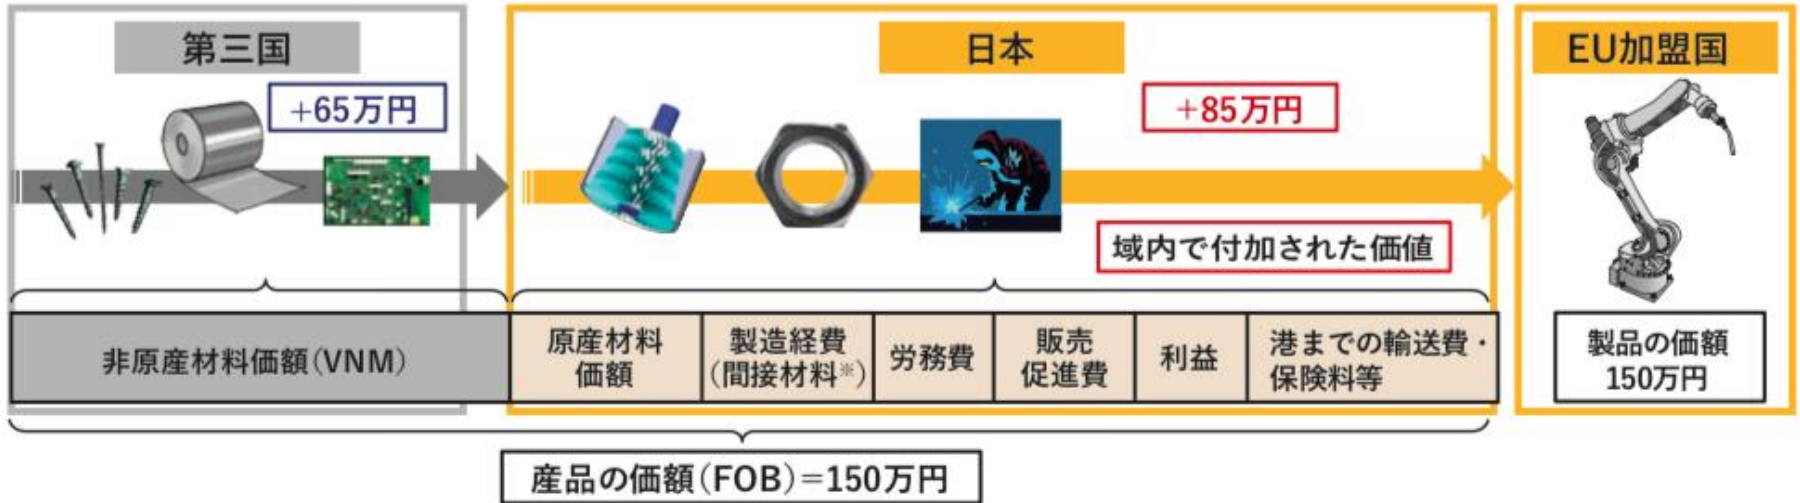 第三国
日本
EU加盟国
+65万円
+85万円
域内で付加された価値
非原産材料価額(VNM)
原産材料
価額
製造経費
(間接材料※)
労務費
販売
促進費
利益
港までの輸送費・
保険料等
製品の価額
150万円
産品の価額(FOB)=150万円